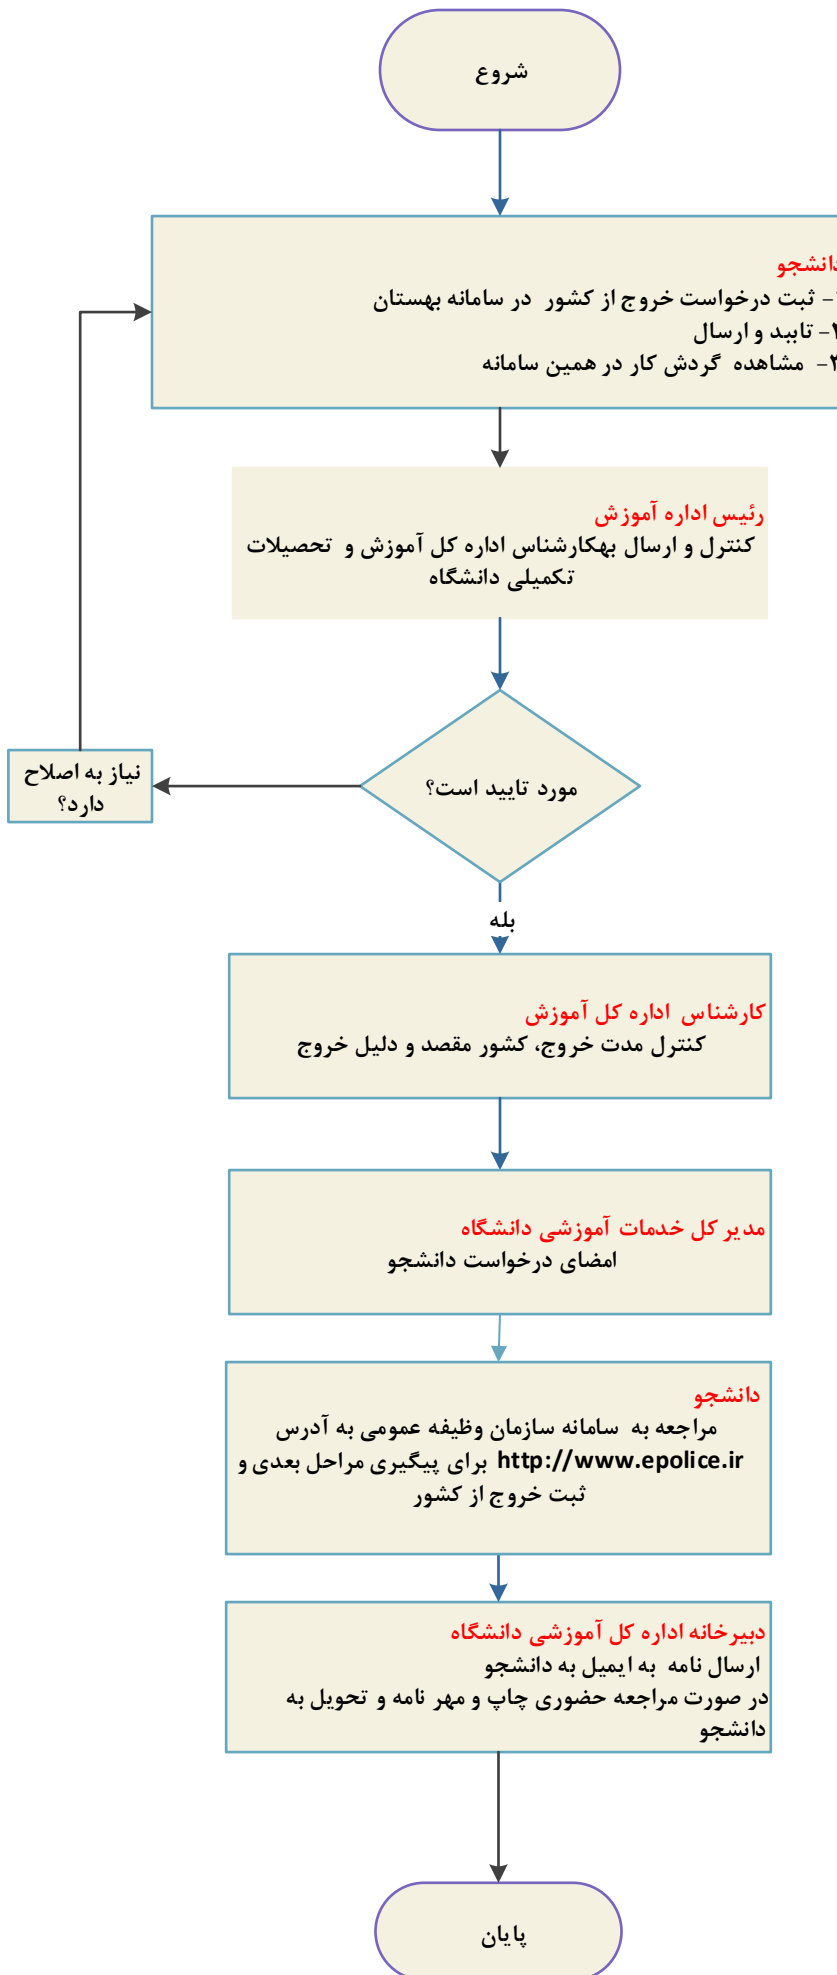 شروع
دانشجو
۱- ثبت درخواست خروج از کشور در سامانه بهستان
۲- تایید و ارسال
۳- مشاهده گردش کار در همین سامانه
رئیس اداره آموزش
کنترل و ارسال بهکارشناس اداره کل آموزش و تحصیلات
تکمیلی دانشگاه
مورد تایید است؟
نیاز به اصلاح
دارد؟
بله
کارشناس اداره کل آموزش
کنترل مدت خروج، کشور مقصد و دلیل خروج
مدیر کل خدمات آموزشی دانشگاه
امضای درخواست دانشجو
دانشجو
مراجعه به سامانه سازمان وظیفه عمومی به آدرس
http://www.epolice.ir برای پیگیری مراحل بعدی و
ثبت خروج از کشور
دبیرخانه اداره کل آموزشی دانشگاه
ارسال نامه به ایمیل به دانشجو
در صورت مراجعه حضوری چاپ و مهر نامه و تحویل به
دانشجو
پایان